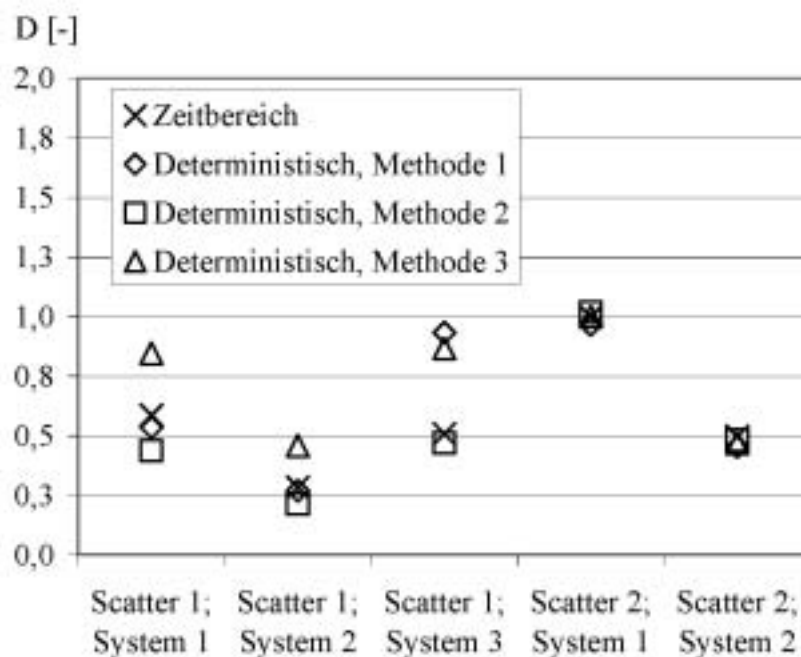 D [-]
2,0
1,8
1,5
1,3
1,0
0,8
0,5
0,3
0,0
Zeitbereich
Deterministisch, Methode 1
Deterministisch, Methode 2
Deterministisch, Methode 3
Scatter 1;
System 1
Scatter 1;
System 2
Scatter 1;
System 3
Scatter 2;
System 1
Scatter 2;
System 2